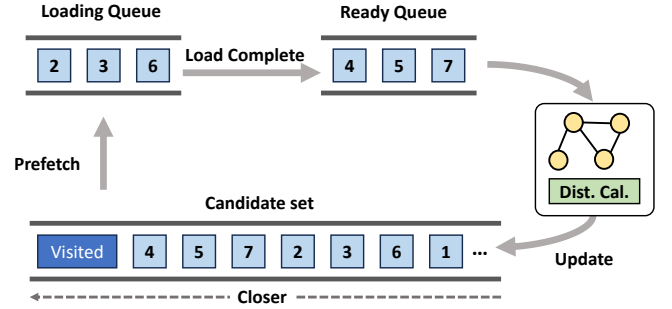 Loading Queue
Ready Queue
2 3 6
Load Complete
4 5 7
Prefetch
Dist. Cal.
Candidate set
Visited 4 5 7 2 3 6 1 ...
Update
Closer